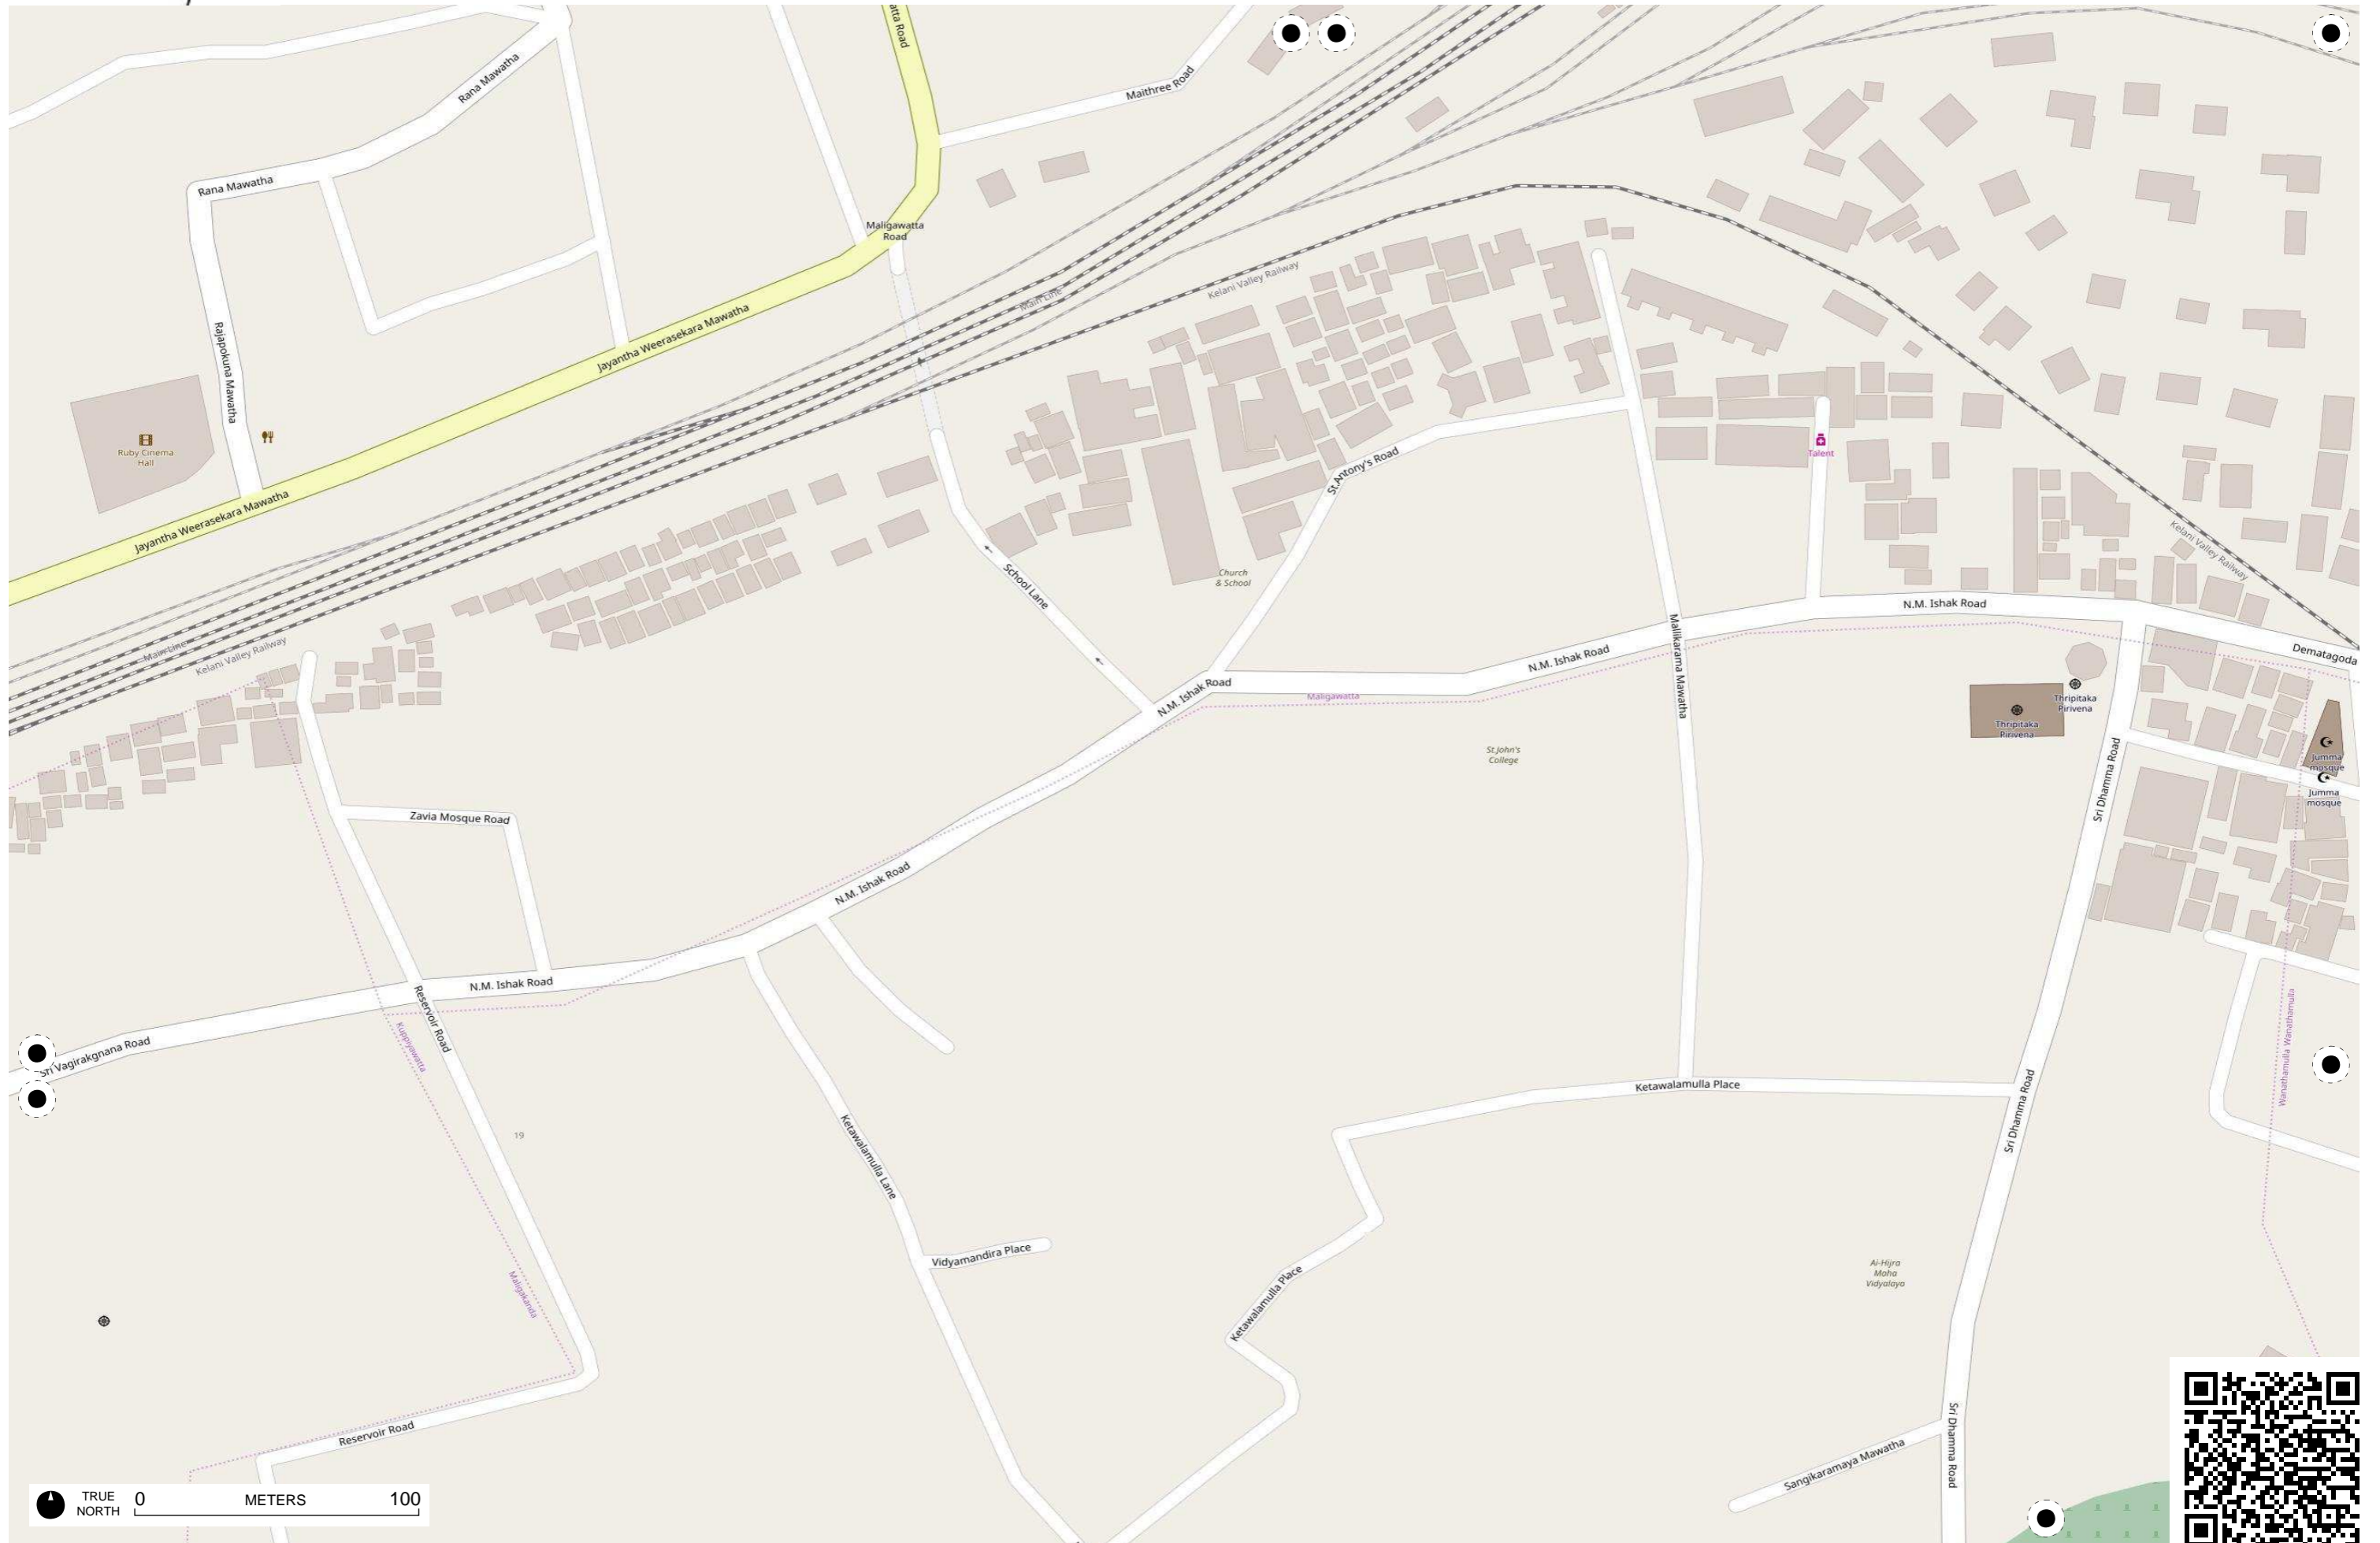 atta Road
Rana Mawatha
Maithree Road
Rana Mawatha
Maligawatta
Road
Kelani Valley Railway
Main Line
Jayantha Weerasekara Mawatha
Rajapokuna Mawatha
Ruby Cinema
Hall
Talent
St.Antony's Road
Jayantha Weerasekara Mawatha
Kelani Valley Railway
Church
& School
School Lane
N.M. Ishak Road
Mallikarama Mawatha
Main Line
Kelani Valley Railway
N.M. Ishak Road
Dematagoda
N.M. Ishak Road
Maligawatta
Thripitaka
Pirivena
Thripitaka
Pirivena
St.John's
College
Jumma
mosque
Jumma
mosque
Sri Dhamma Road
Zavia Mosque Road
N.M. Ishak Road
N.M. Ishak Road
Reservoir Road
Kuppiyawatta
Sri Vagirakgnana Road
Wanathamulla Wanathamulla
Ketawalamulla Place
Sri Dhamma Road
19
Ketawalamulla Lane
Vidyamandira Place
Ketawalamulla Place
Al-Hijra
Maha
Vidyalaya
Maligakanda
Reservoir Road
Sri Dhamma Road
Sangikaramaya Mawatha
TRUE
NORTH
0 METERS 100